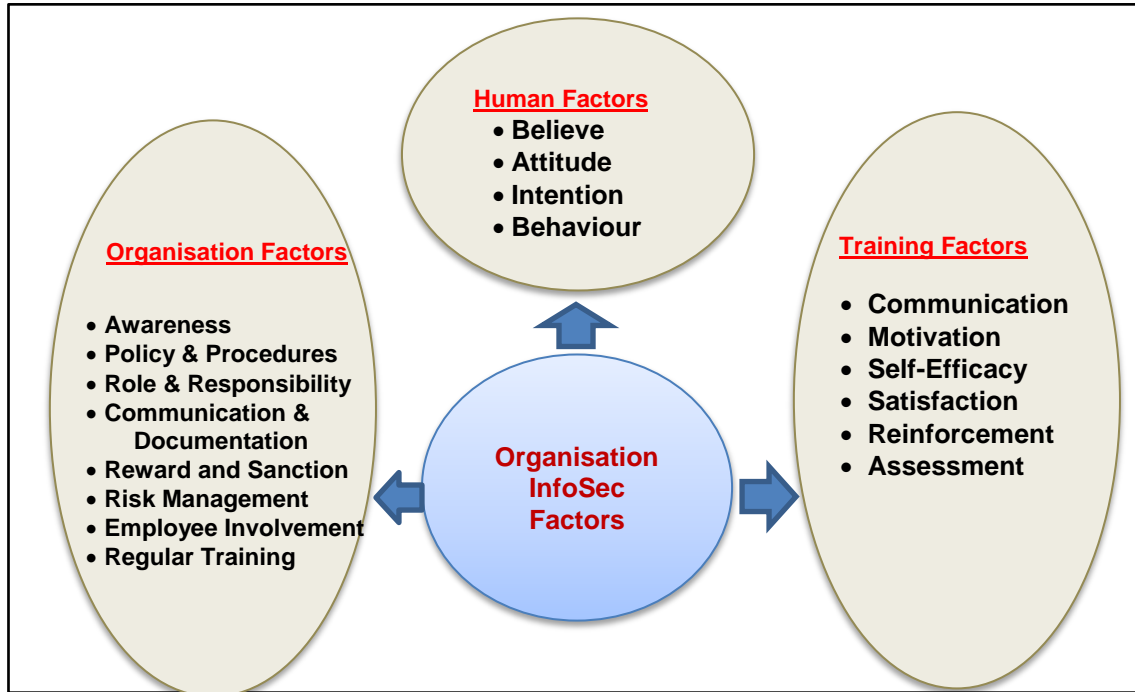 Human Factors
• Believe
• Attitude
• Intention
• Behaviour
Organisation Factors
• Awareness
• Policy & Procedures
• Role & Responsibility
• Communication &
Documentation
• Reward and Sanction
• Risk Management
• Employee Involvement
• Regular Training
Organisation
InfoSec
Factors
Training Factors
• Communication
• Motivation
• Self-Efficacy
• Satisfaction
• Reinforcement
• Assessment